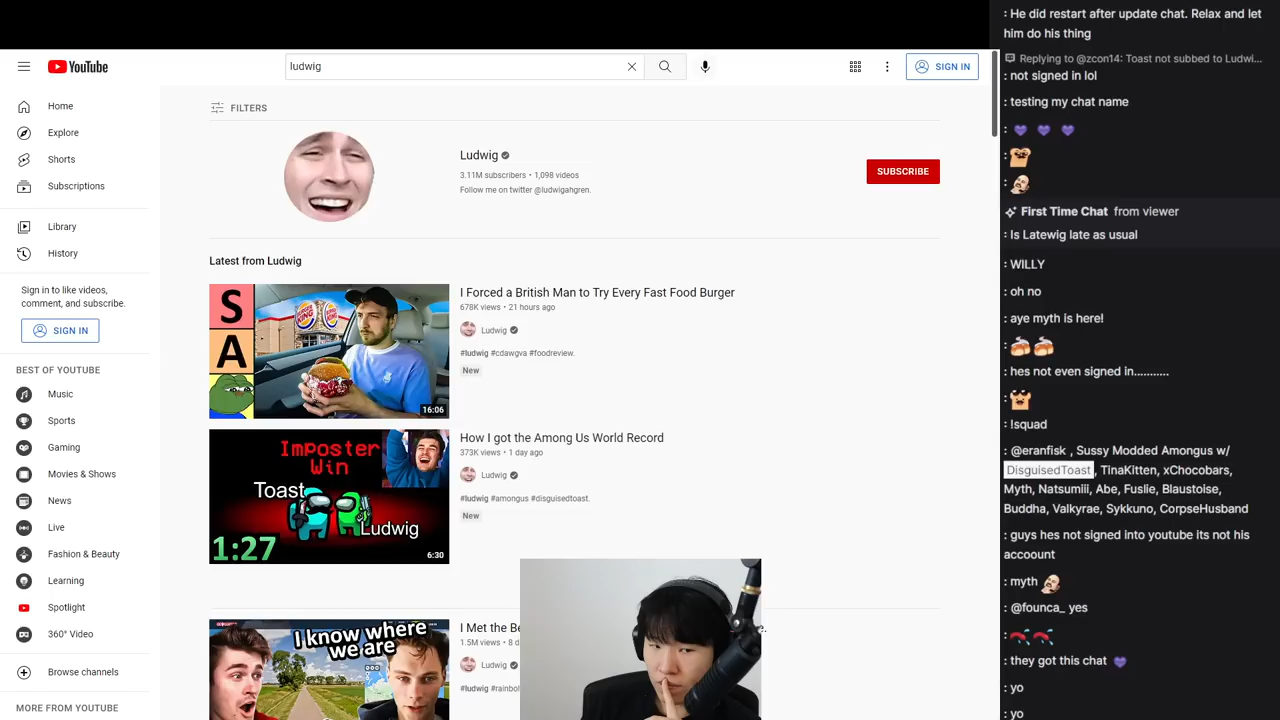 YouTube
ludwig
SIGN IN
Home
Explore
Shorts
Subscriptions
Library
History
Sign in to like videos,
comment, and subscribe.
SIGN IN
BEST OF YOUTUBE
Music
Sports
Gaming
Movies & Shows
News
Live
Fashion & Beauty
Learning
Spotlight
360° Video
Browse channels
MORE FROM YOUTUBE
FILTERS
Ludwig
3.11M subscribers • 1,098 videos
Follow me on twitter @ludwigahgren.
SUBSCRIBE
Latest from Ludwig
S
A
BURGER KING
16:06
I Forced a British Man to Try Every Fast Food Burger
678K views • 21 hours ago
Ludwig
#ludwig #cdawgva #foodreview.
New
Imposter
Win
Toast
Ludwig
1:27
6:30
How I got the Among Us World Record
373K views • 1 day ago
Ludwig
#ludwig #amongus #disguisedtoast.
New
I know where
we are
I Met the Be
1.5M views • 8 d
Ludwig
#ludwig #rainbol
: He did restart after update chat. Relax and let
him do his thing
Replying to @zcon14: Toast not subbed to Ludwi...
: not signed in lol
: testing my chat name
:
:
:
First Time Chat from viewer
: Is Latewig late as usual
: WILLY
: oh no
: aye myth is here!
:
: hes not even signed in...........
:
: !squad
: @eranfisk , Sussy Modded Amongus w/
DisguisedToast, TinaKitten, xChocobars,
Myth, Natsumiii, Abe, Fuslie, Blaustoise,
Buddha, Valkyrae, Sykkuno, CorpseHusband
: guys hes not signed into youtube its not his
accoount
: myth
: @founca_ yes
:
: they got this chat
: yo
: yo